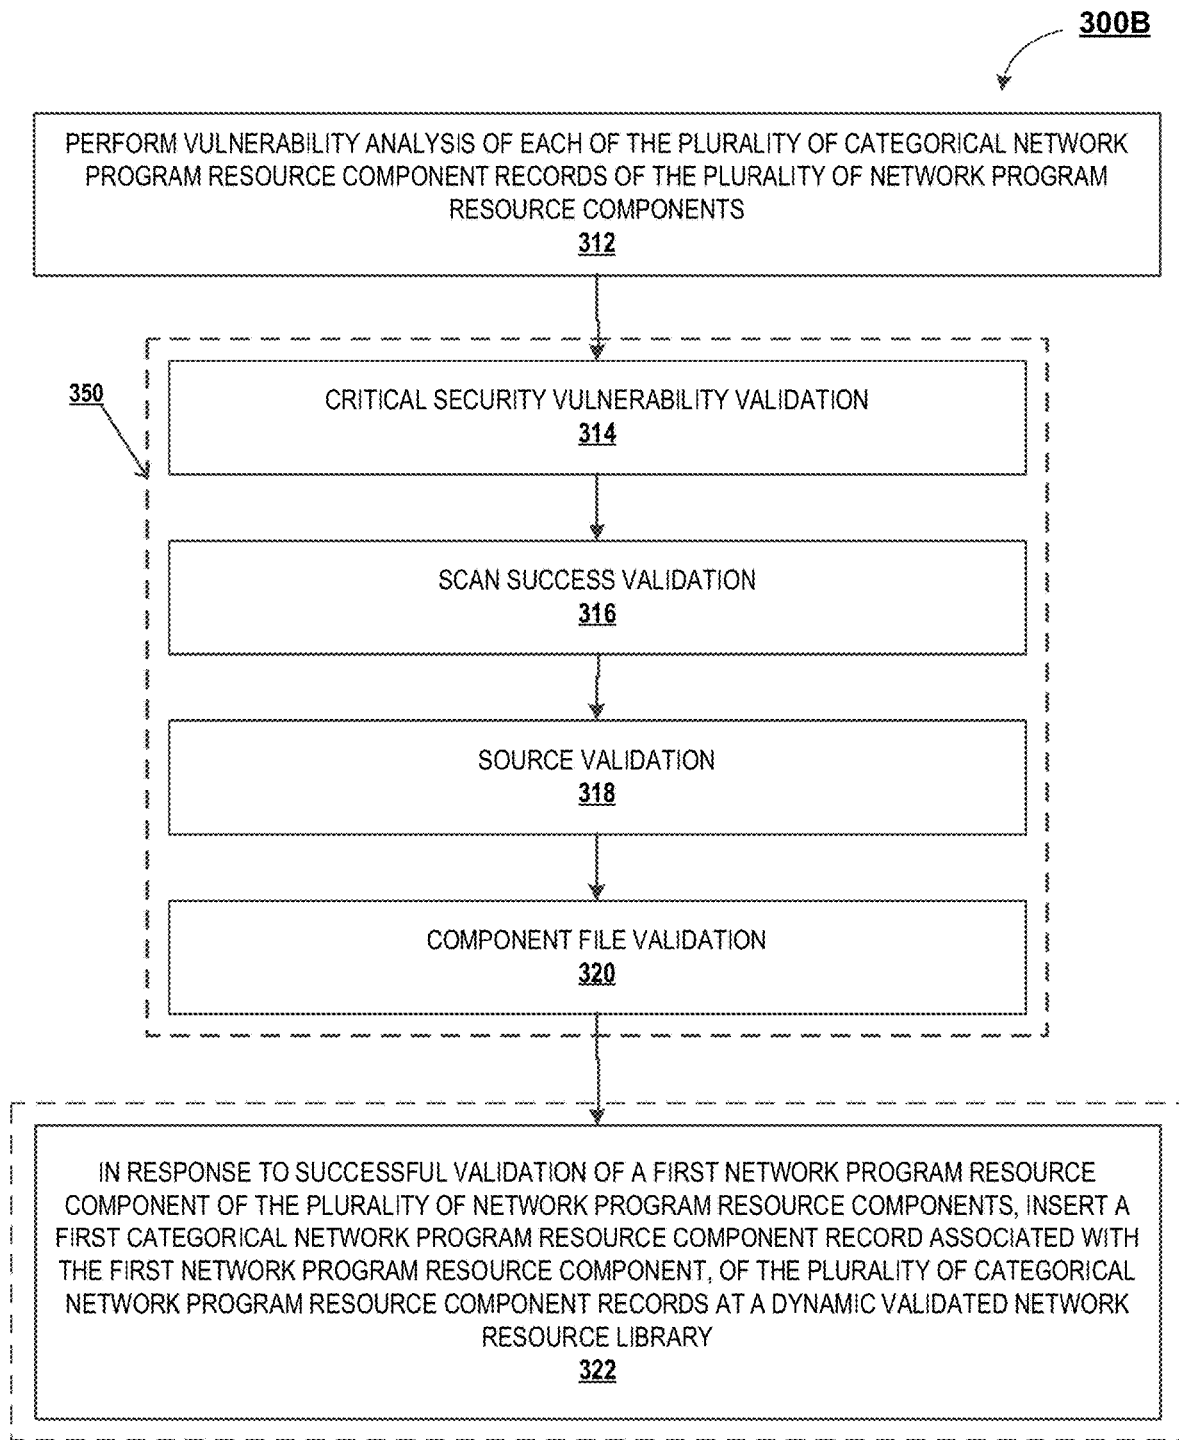 300B
PERFORM VULNERABILITY ANALYSIS OF EACH OF THE PLURALITY OF CATEGORICAL NETWORK
PROGRAM RESOURCE COMPONENT RECORDS OF THE PLURALITY OF NETWORK PROGRAM
RESOURCE COMPONENTS
312
350
CRITICAL SECURITY VULNERABILITY VALIDATION
314
SCAN SUCCESS VALIDATION
316
SOURCE VALIDATION
318
COMPONENT FILE VALIDATION
320
IN RESPONSE TO SUCCESSFUL VALIDATION OF A FIRST NETWORK PROGRAM RESOURCE
COMPONENT OF THE PLURALITY OF NETWORK PROGRAM RESOURCE COMPONENTS, INSERT A
FIRST CATEGORICAL NETWORK PROGRAM RESOURCE COMPONENT RECORD ASSOCIATED WITH
THE FIRST NETWORK PROGRAM RESOURCE COMPONENT, OF THE PLURALITY OF CATEGORICAL
NETWORK PROGRAM RESOURCE COMPONENT RECORDS AT A DYNAMIC VALIDATED NETWORK
RESOURCE LIBRARY
322